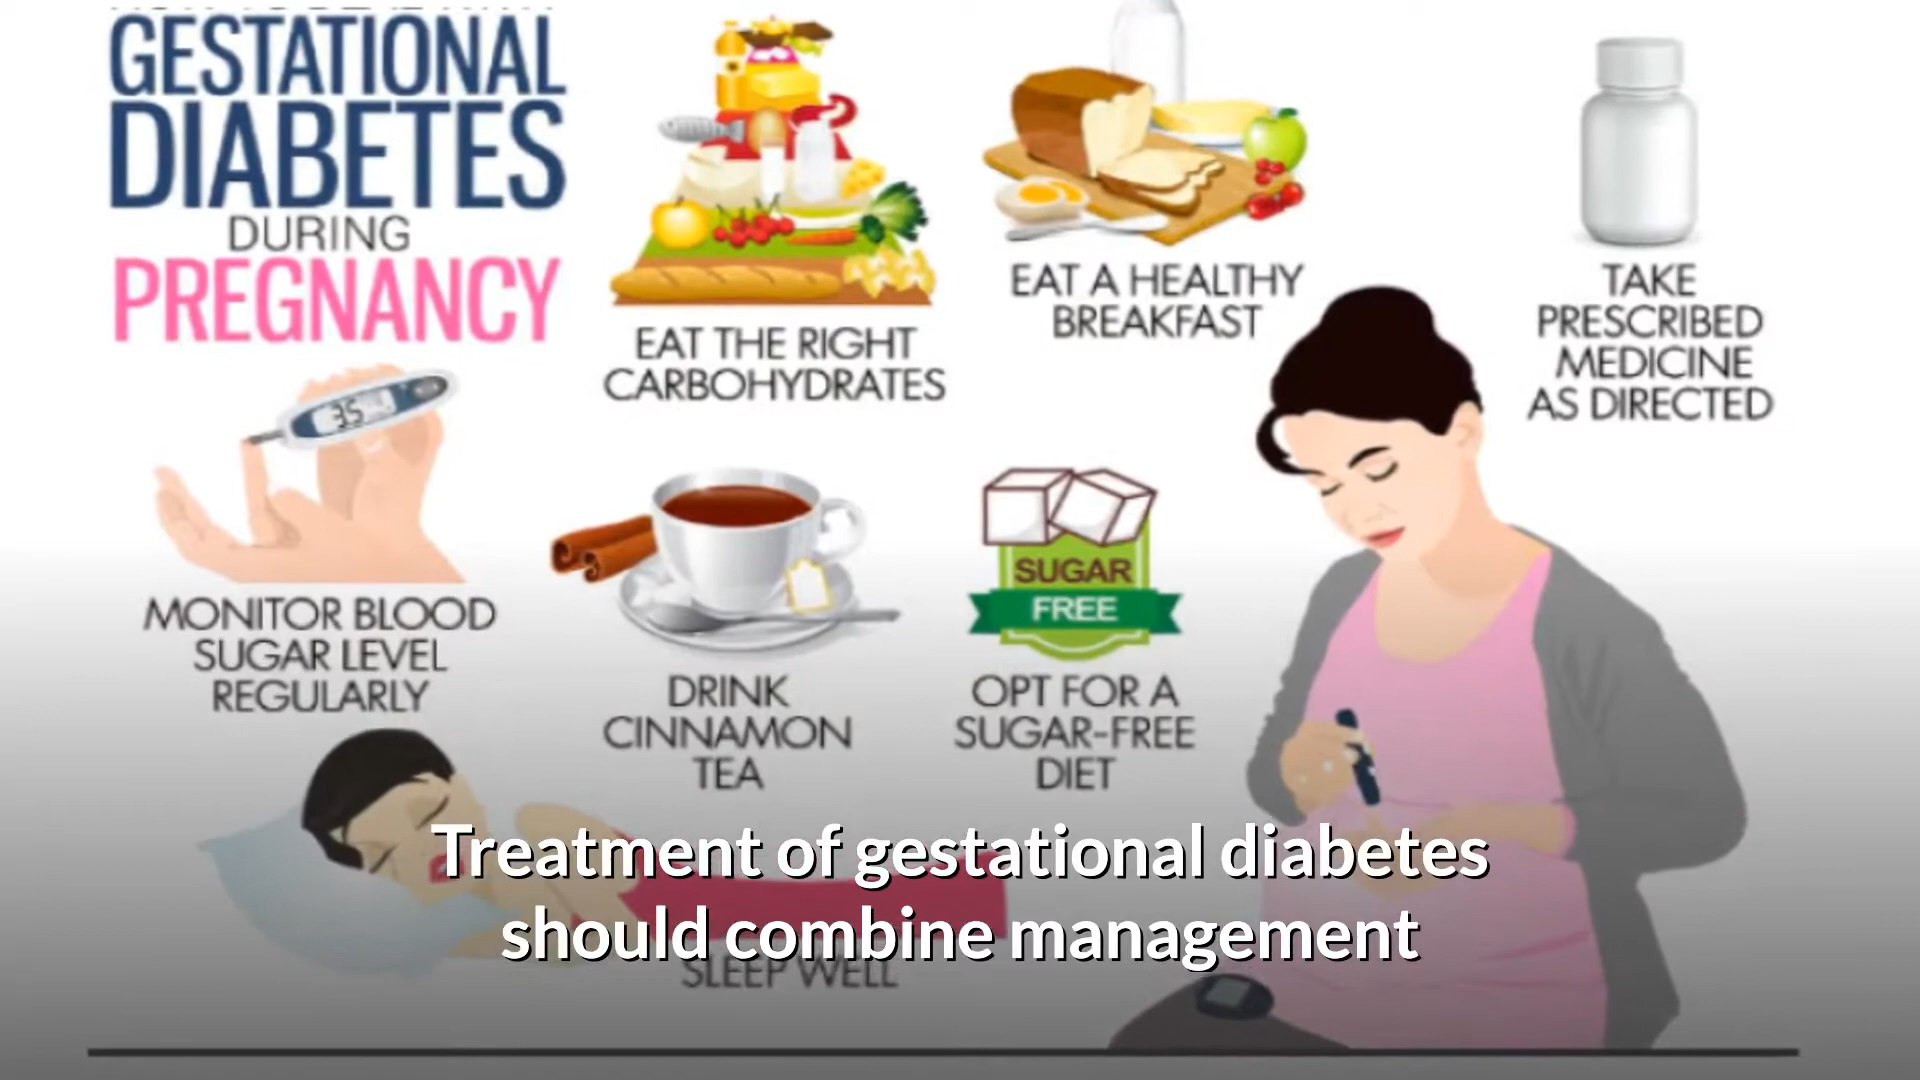 GESTATIONAL
DIABETES
DURING
PREGNANCY
EAT THE RIGHT
CARBOHYDRATES
EAT A HEALTHY
BREAKFAST
TAKE
PRESCRIBED
MEDICINE
AS DIRECTED
35
MONITOR BLOOD
SUGAR LEVEL
REGULARLY
DRINK
CINNAMON
TEA
SUGAR
FREE
OPT FOR A
SUGAR-FREE
DIET
SLEEP WELL
Treatment of gestational diabetes
should combine management